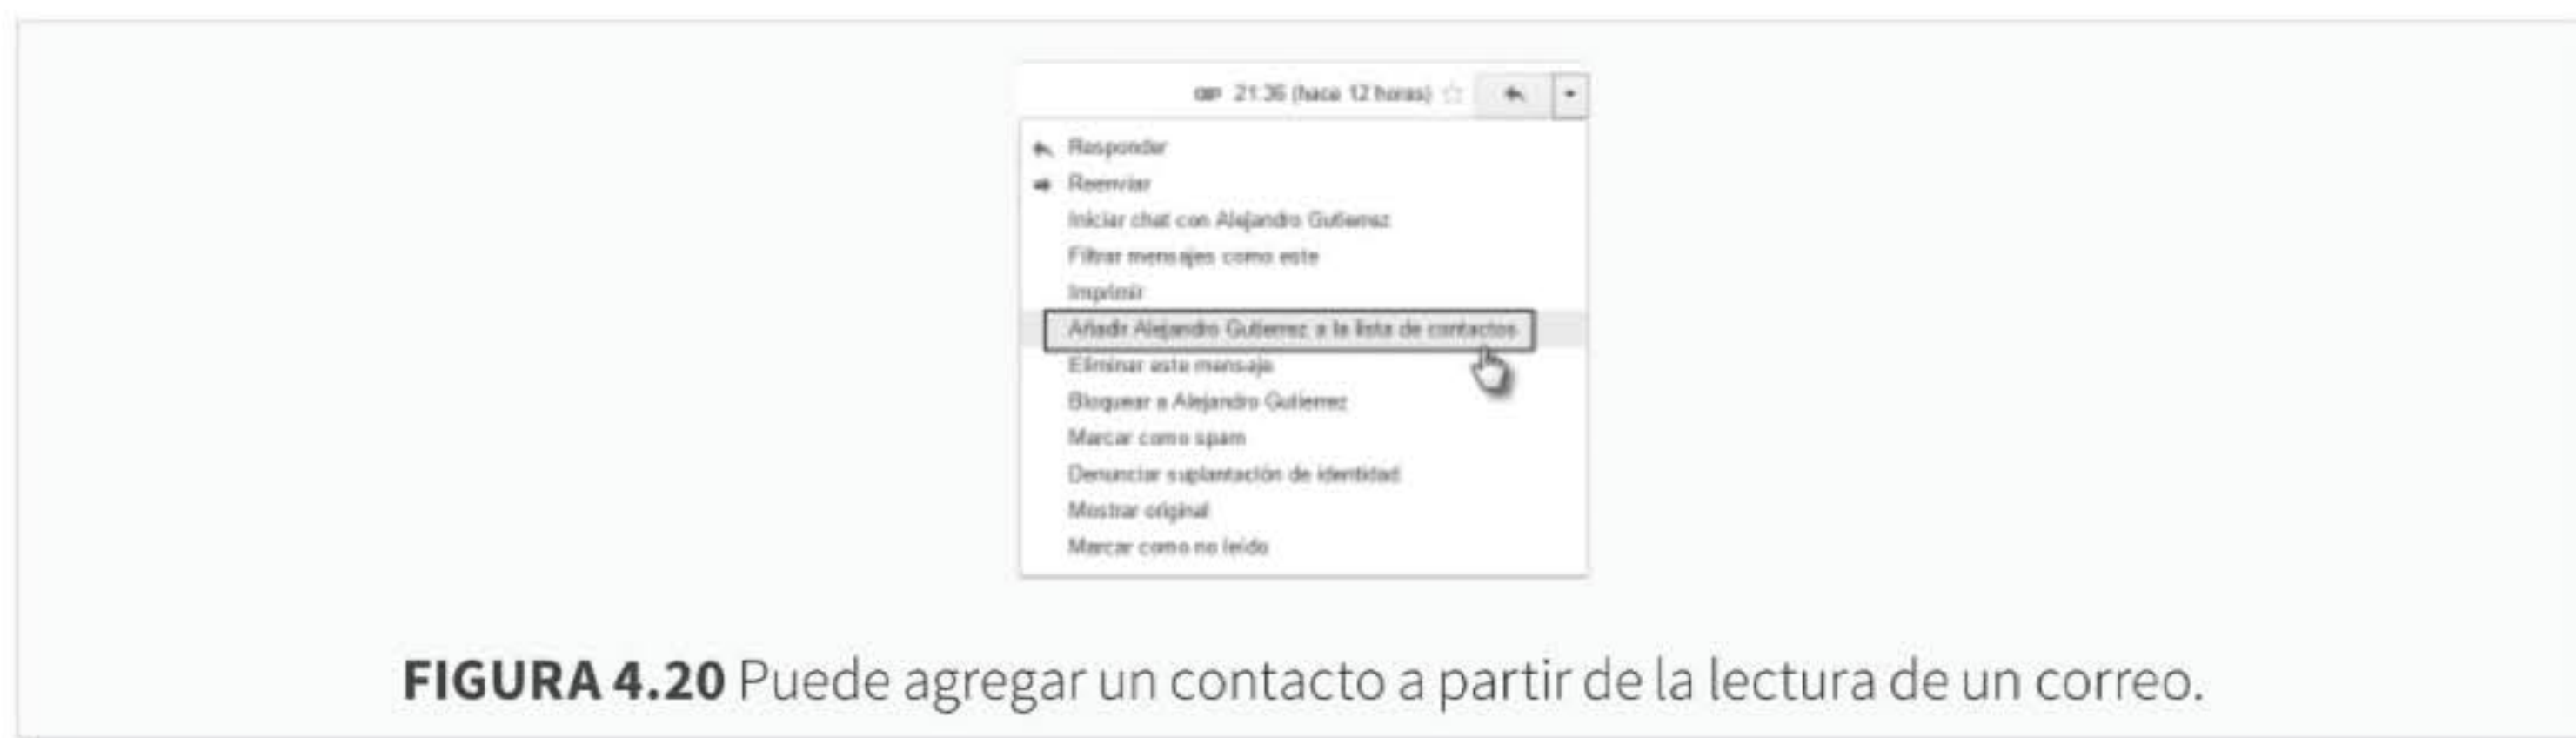 21:36 (hace 12 horas)
Responder
Reenviar
Iniciar chat con Alejandro Gutierrez
Filtrar mensajes como este
Imprimir
Añadir Alejandro Gutierrez a la lista de contactos
Eliminar este mensaje
Bloquear a Alejandro Gutierrez
Marcar como spam
Denunciar suplantación de identidad
Mostrar original
Marcar como no leído
FIGURA 4.20 Puede agregar un contacto a partir de la lectura de un correo.